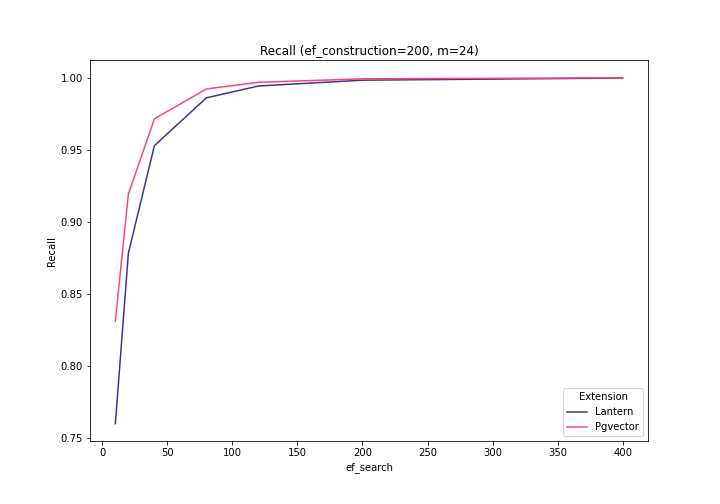 Recall (ef_construction=200, m=24)
1.00
0.95
0.90
0.85
0.80
0.75
Recall
0 50 100 150 200 250 300 350 400
ef_search
Extension
Lantern
Pgvector